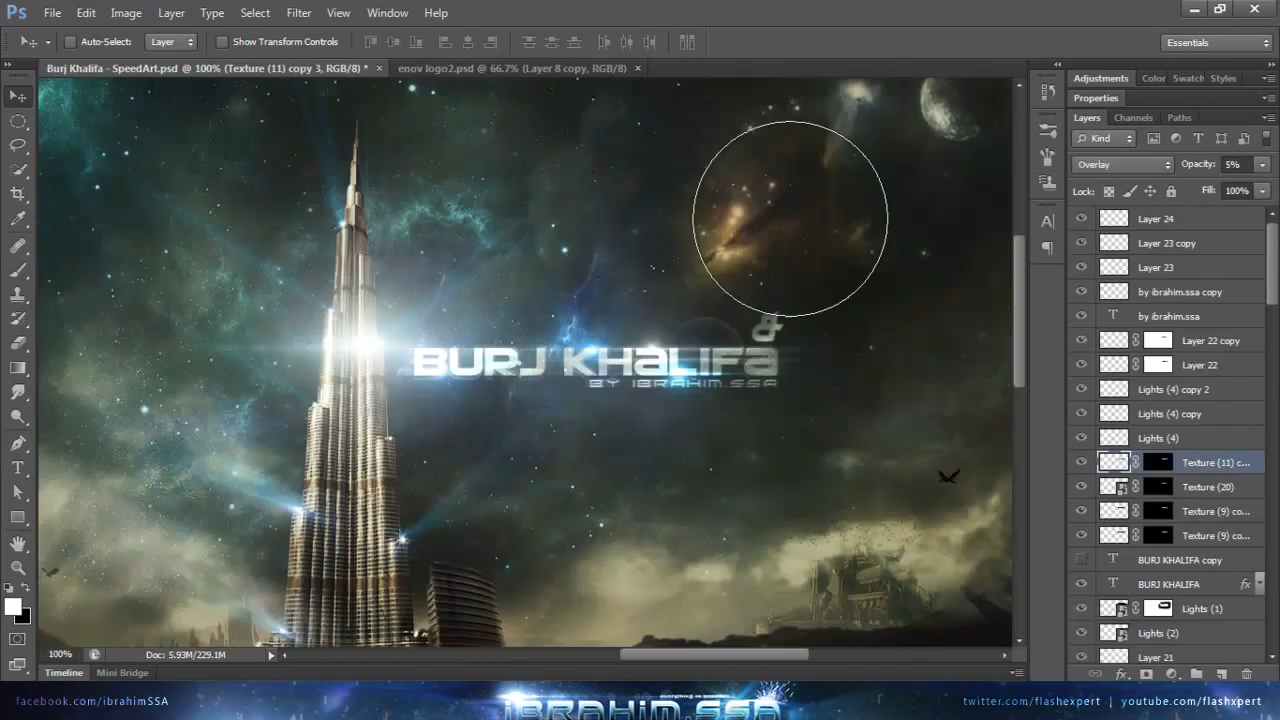 Ps File Edit Image Layer Type Select Filter View Window Help
Auto-Select: Layer Show Transform Controls Essentials
Burj Khalifa - SpeedArt.psd @ 100% (Texture (11) copy 3, RGB/8) * × enov logo2.psd @ 66.7% (Layer 8 copy, RGB/8) ×
Adjustments Color Swatch Styles
Properties
Layers Channels Paths
Kind
Overlay Opacity: 5%
Lock: Fill: 100%
Layer 24
Layer 23 copy
Layer 23
by ibrahim.ssa copy
by ibrahim.ssa
Layer 22 copy
Layer 22
Lights (4) copy 2
Lights (4) copy
Lights (4)
Texture (11) c...
Texture (20)
Texture (9) co...
Texture (9) co...
BURJ KHALIFA copy
BURJ KHALIFA fx
Lights (1)
Lights (2)
Layer 21
&
BURJ KHALIFA
BY IBRAHIM.SSA
100% Doc: 5.93M/229.1M
Timeline Mini Bridge
facebook.com/ibrahimSSA
IBRAHIM.SSA
twitter.com/flashxpert | youtube.com/flashxpert